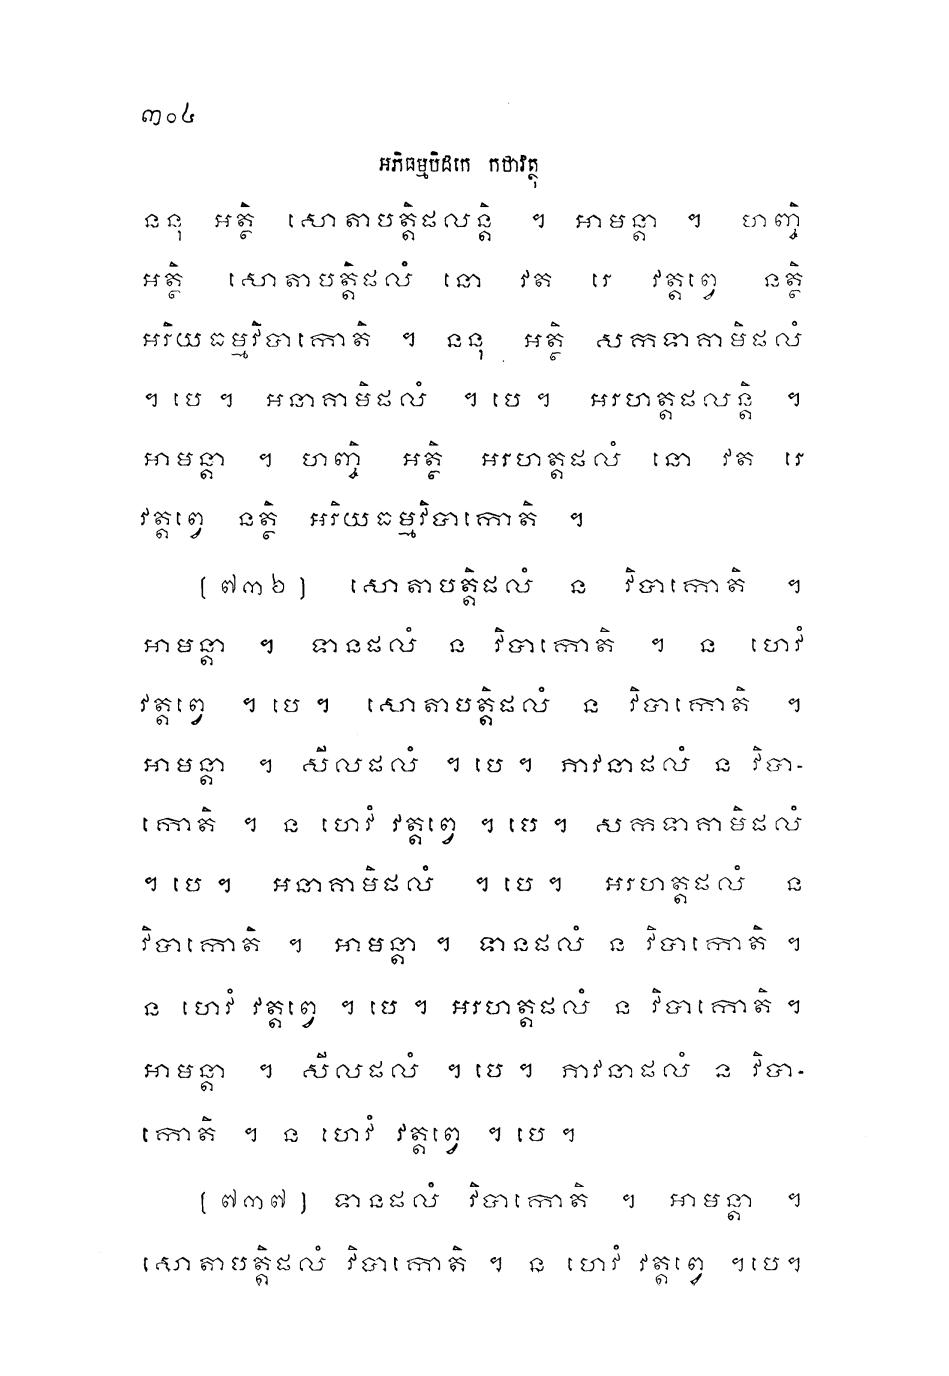 ៣០៤
អភិធម្មបិដកេ កថាវត្ថុ
ននុ អត្ថិ សោតាបត្តិផលន្តិ ។ អាមន្តា ។ ហញ្ចិ
អត្ថិ សោតាបត្តិផលំ នោ វត រេ វត្តព្វេ នត្ថិ
អរិយធម្មវិបាកោតិ ។ ននុ អត្ថិ សកទាគាមិផលំ
។ បេ ។ អនាគាមិផលំ ។ បេ ។ អរហត្តផលន្តិ ។
អាមន្តា ។ ហញ្ចិ អត្ថិ អរហត្តផលំ នោ វត រេ
វត្តព្វេ នត្ថិ អរិយធម្មវិបាកោតិ ។
[ ៧៣៦ ] សោតាបត្តិផលំ ន វិបាកោតិ ។
អាមន្តា ។ ទានផលំ ន វិបាកោតិ ។ ន ហេវំ
វត្តព្វេ ។ បេ ។ សោតាបត្តិផលំ ន វិបាកោតិ ។
អាមន្តា ។ សីលផលំ ។ បេ ។ ភាវនាផលំ ន វិបា-
កោតិ ។ ន ហេវំ វត្តព្វេ ។ បេ ។ សកទាគាមិផលំ
។ បេ ។ អនាគាមិផលំ ។ បេ ។ អរហត្តផលំ ន
វិបាកោតិ ។ អាមន្តា ។ ទានផលំ ន វិបាកោតិ ។
ន ហេវំ វត្តព្វេ ។ បេ ។ អរហត្តផលំ ន វិបាកោតិ ។
អាមន្តា ។ សីលផលំ ។ បេ ។ ភាវនាផលំ ន វិបា-
កោតិ ។ ន ហេវំ វត្តព្វេ ។ បេ ។
[ ៧៣៧ ] ទានផលំ វិបាកោតិ ។ អាមន្តា ។
សោតាបត្តិផលំ វិបាកោតិ ។ ន ហេវំ វត្តព្វេ ។ បេ ។